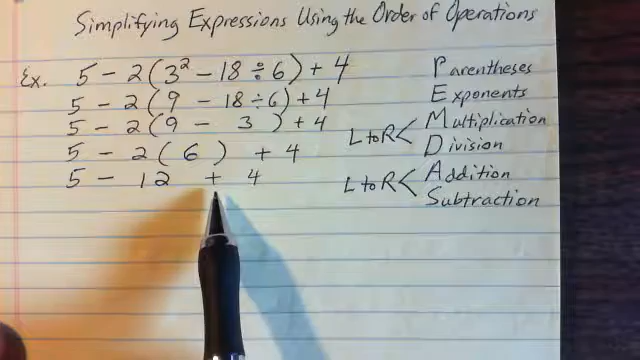 Simplifying Expressions Using the Order of Operations
Ex. 5 - 2(3² - 18 ÷ 6) + 4
5 - 2(9 - 18 ÷ 6) + 4
5 - 2(9 - 3) + 4
5 - 2(6) + 4
5 - 12 + 4
Parentheses
Exponents
L to R < Multiplication
Division
L to R < Addition
Subtraction